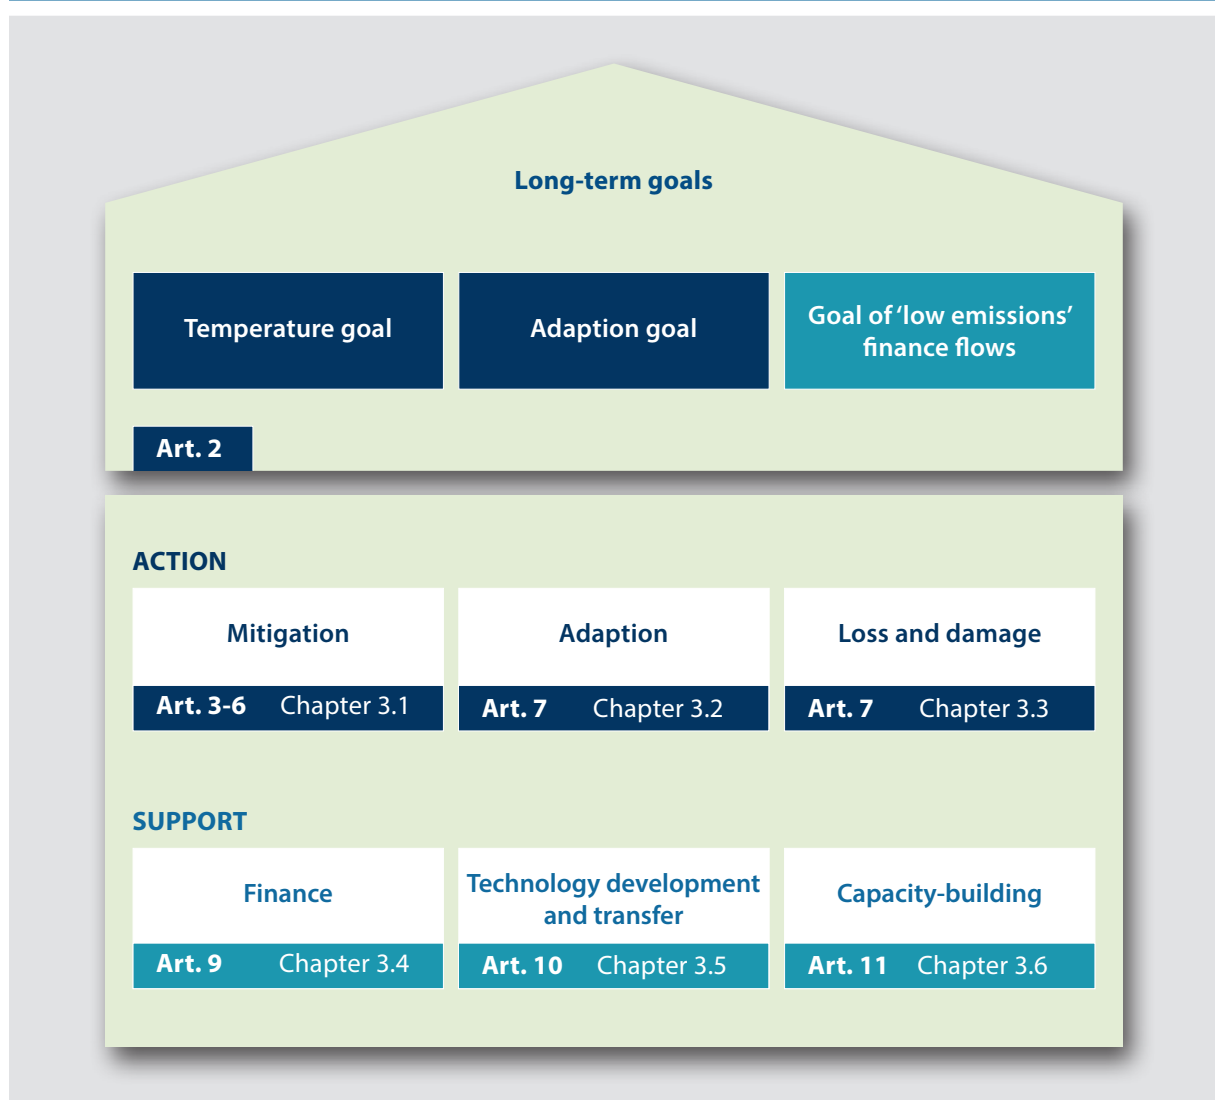 Long-term goals
Temperature goal
Adaption goal
Goal of ‘low emissions’
finance flows
Art. 2
ACTION
Mitigation
Adaption
Loss and damage
Art. 3-6 Chapter 3.1
Art. 7 Chapter 3.2
Art. 7 Chapter 3.3
SUPPORT
Finance
Technology development
and transfer
Capacity-building
Art. 9 Chapter 3.4
Art. 10 Chapter 3.5
Art. 11 Chapter 3.6